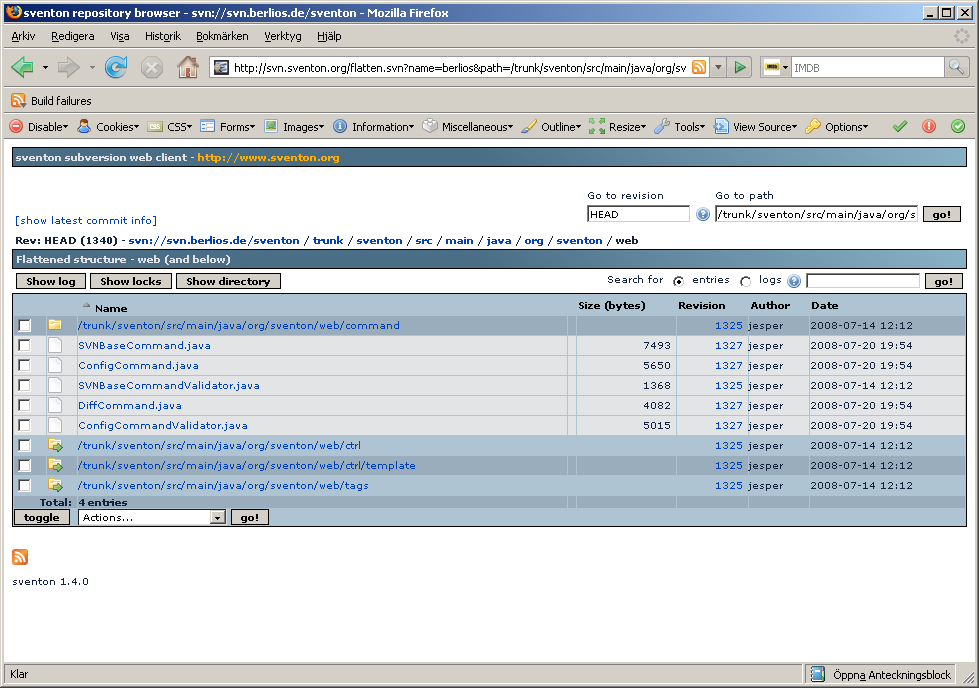 sventon repository browser - svn://svn.berlios.de/sventon - Mozilla Firefox
Arkiv Redigera Visa Historik Bokmärken Verktyg Hjälp
http://svn.sventon.org/flatten.svn?name=berlios&path=/trunk/sventon/src/main/java/org/sv IMDB
Build failures
Disable Cookies CSS Forms Images Information Miscellaneous Outline Resize Tools View Source Options
sventon subversion web client - http://www.sventon.org
Go to revision Go to path
[show latest commit info] HEAD /trunk/sventon/src/main/java/org/s go!
Rev: HEAD (1340) - svn://svn.berlios.de/sventon / trunk / sventon / src / main / java / org / sventon / web
Flattened structure - web (and below)
Show log Show locks Show directory Search for entries logs go!
Name Size (bytes) Revision Author Date
/trunk/sventon/src/main/java/org/sventon/web/command 1325 jesper 2008-07-14 12:12
SVNBaseCommand.java 7493 1327 jesper 2008-07-20 19:54
ConfigCommand.java 5650 1327 jesper 2008-07-20 19:54
SVNBaseCommandValidator.java 1368 1325 jesper 2008-07-14 12:12
DiffCommand.java 4082 1327 jesper 2008-07-20 19:54
ConfigCommandValidator.java 5015 1327 jesper 2008-07-20 19:54
/trunk/sventon/src/main/java/org/sventon/web/ctrl 1325 jesper 2008-07-14 12:12
/trunk/sventon/src/main/java/org/sventon/web/ctrl/template 1325 jesper 2008-07-14 12:12
/trunk/sventon/src/main/java/org/sventon/web/tags 1325 jesper 2008-07-14 12:12
Total: 4 entries
toggle Actions... go!
sventon 1.4.0
Klar Öppna Anteckningsblock